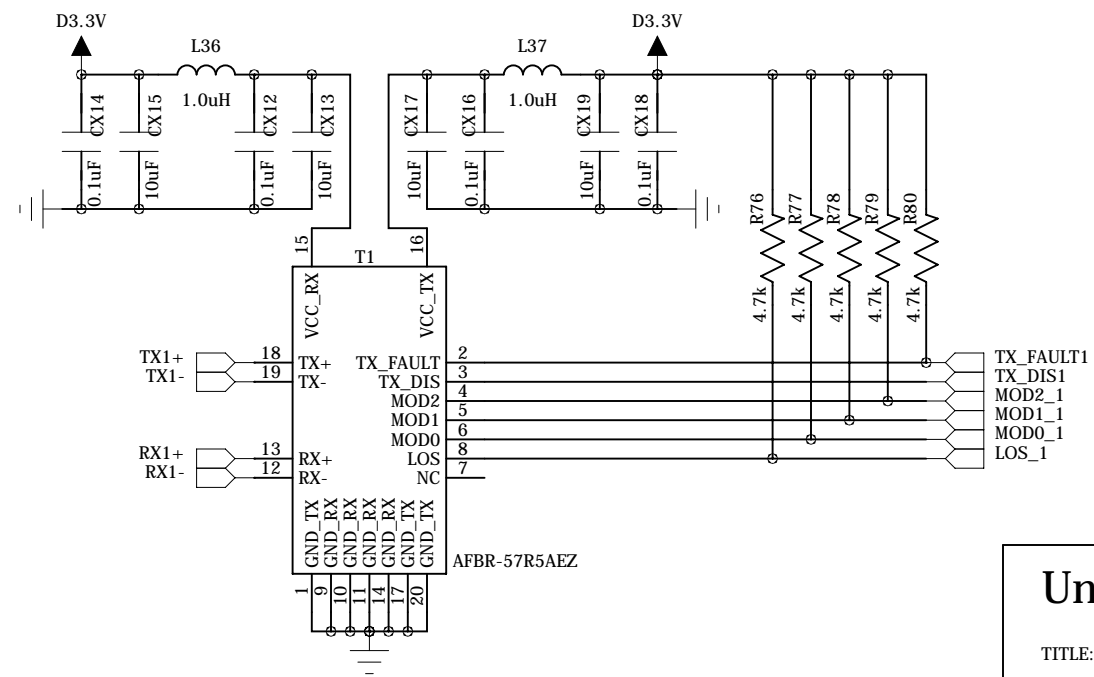 D3.3V
D3.3V
L36
L37
1.0uH
1.0uH
CX14
CX15
CX12
CX13
CX17
CX16
CX19
CX18
0.1uF
10uF
0.1uF
10uF
10uF
0.1uF
10uF
0.1uF
R76
R77
R78
R79
R80
4.7k
4.7k
4.7k
4.7k
4.7k
15
16
T1
VCC_RX
VCC_TX
TX1+
18
TX+
TX_FAULT
2
TX_FAULT1
TX1-
19
TX-
TX_DIS
3
TX_DIS1
MOD2
4
MOD2_1
MOD1
5
MOD1_1
MOD0
6
MOD0_1
RX1+
13
RX+
LOS
8
LOS_1
RX1-
12
RX-
NC
7
GND_TX
GND_RX
GND_RX
GND_RX
GND_RX
GND_TX
GND_TX
AFBR-57R5AEZ
1
9
10
11
14
17
20
Un
TITLE: